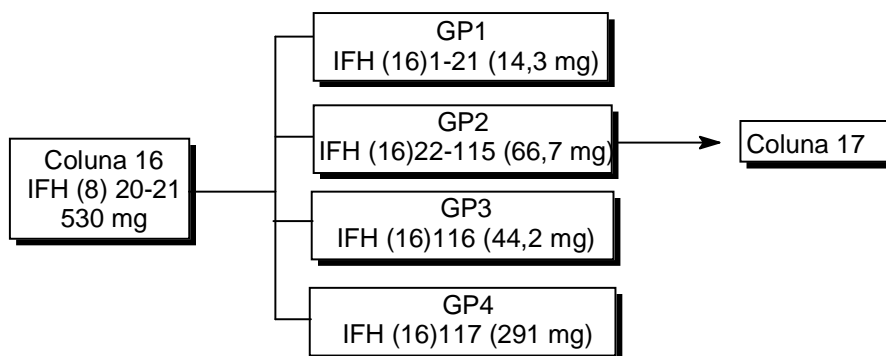 GP1
IFH (16)1-21 (14,3 mg)
GP2
IFH (16)22-115 (66,7 mg)
Coluna 17
Coluna 16
IFH (8) 20-21
530 mg
GP3
IFH (16)116 (44,2 mg)
GP4
IFH (16)117 (291 mg)